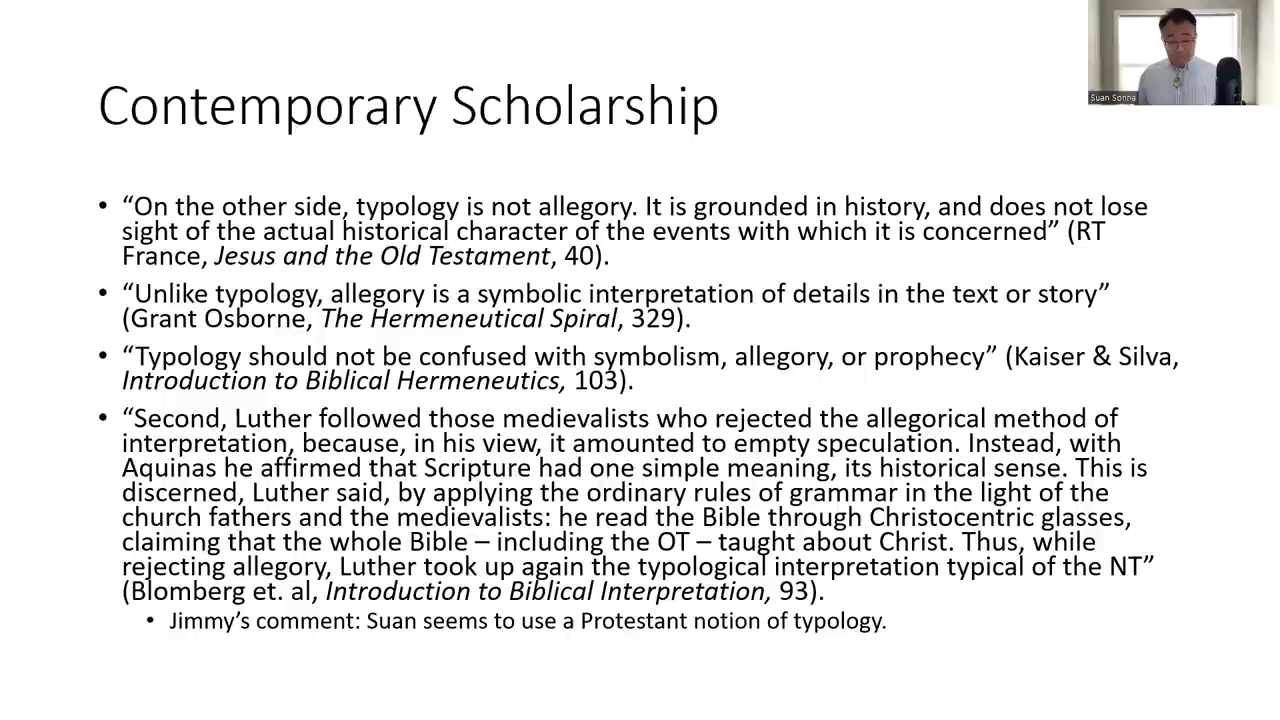 Suan Sonna
Contemporary Scholarship
• “On the other side, typology is not allegory. It is grounded in history, and does not lose
sight of the actual historical character of the events with which it is concerned” (RT
France, Jesus and the Old Testament, 40).
• “Unlike typology, allegory is a symbolic interpretation of details in the text or story”
(Grant Osborne, The Hermeneutical Spiral, 329).
• “Typology should not be confused with symbolism, allegory, or prophecy” (Kaiser & Silva,
Introduction to Biblical Hermeneutics, 103).
• “Second, Luther followed those medievalists who rejected the allegorical method of
interpretation, because, in his view, it amounted to empty speculation. Instead, with
Aquinas he affirmed that Scripture had one simple meaning, its historical sense. This is
discerned, Luther said, by applying the ordinary rules of grammar in the light of the
church fathers and the medievalists: he read the Bible through Christocentric glasses,
claiming that the whole Bible – including the OT – taught about Christ. Thus, while
rejecting allegory, Luther took up again the typological interpretation typical of the NT”
(Blomberg et. al, Introduction to Biblical Interpretation, 93).
• Jimmy’s comment: Suan seems to use a Protestant notion of typology.